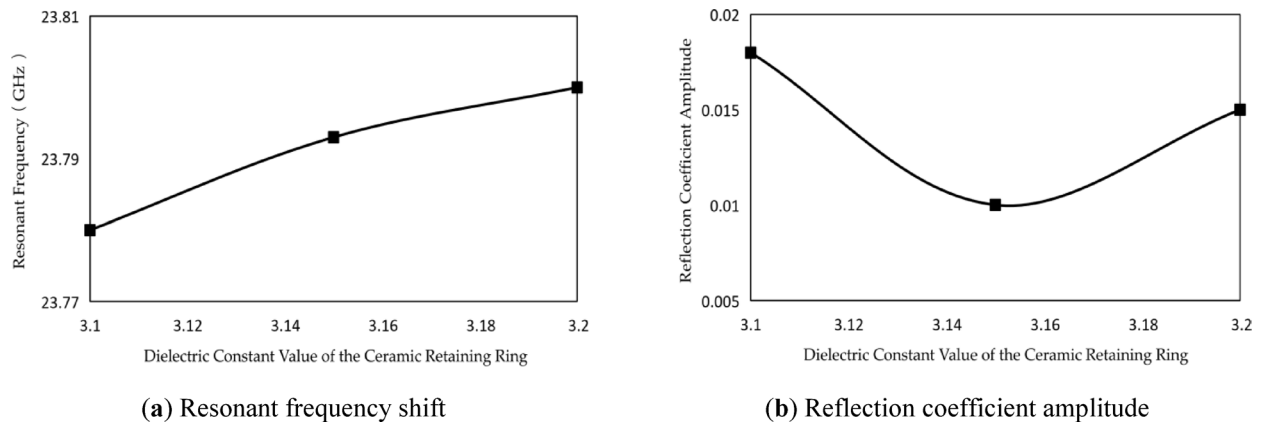 23.81
23.79
23.77
Resonant Frequency ( GHz )
3.1 3.12 3.14 3.16 3.18 3.2
Dielectric Constant Value of the Ceramic Retaining Ring
(a) Resonant frequency shift
0.02
0.015
0.01
0.005
Reflection Coefficient Amplitude
3.1 3.12 3.14 3.16 3.18 3.2
Dielectric Constant Value of the Ceramic Retaining Ring
(b) Reflection coefficient amplitude